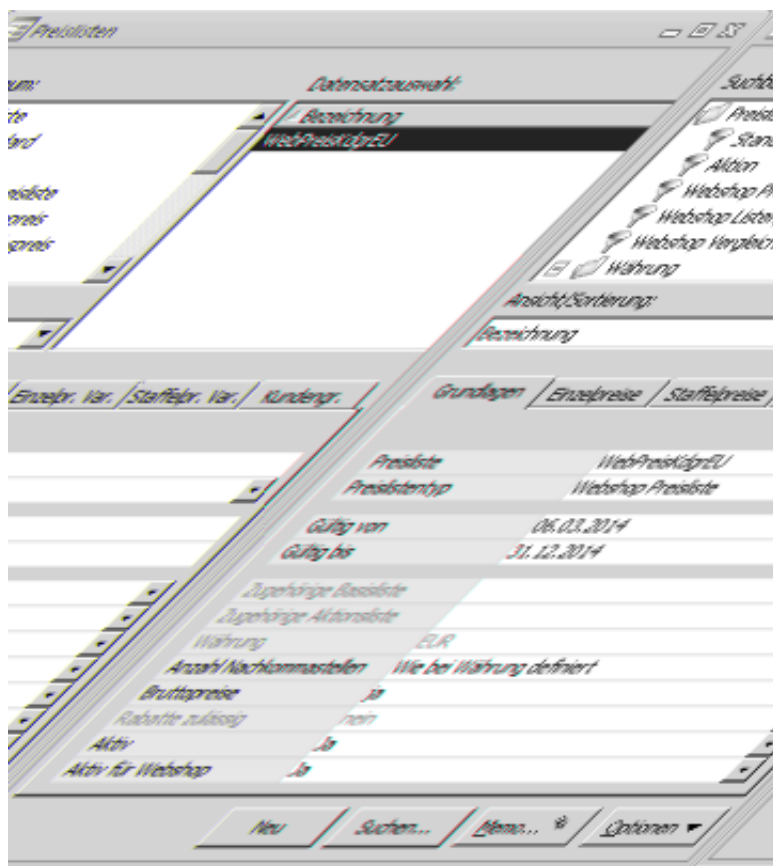 Preislisten
Datensatzauswahl:
Bezeichnung
WebPreisKdgrEU
Aktion
Webshop
Webshop
Webshop
Währung
Ansicht/Sortierung:
Bezeichnung
Einzelpr. Var. Staffelpr. Var. Kundengr. Grundlagen Einzelpreise Staffelpreise
Preisliste WebPreisKdgrEU
Preislistentyp Webshop Preisliste
Gültig von 06.03.2014
Gültig bis 31.12.2014
Zugehörige Basisliste
Zugehörige Aktionsliste
Währung EUR
Anzahl Nachkommastellen Wie bei Währung definiert
Bruttopreise ja
Rabatte zulässig nein
Aktiv Ja
Aktiv für Webshop Ja
Neu Suchen... Memo... Optionen